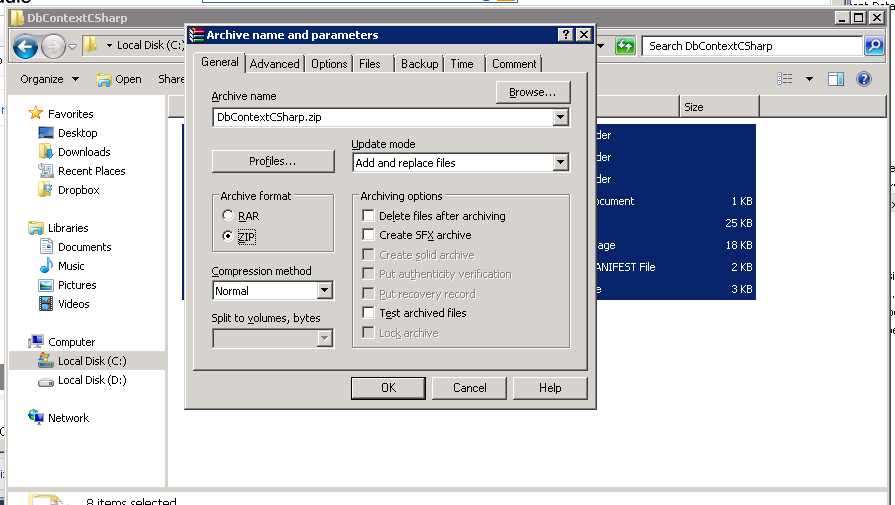 DbContextCSharp
Local Disk (C:)
Search DbContextCSharp
Organize
Open
Share
Favorites
Desktop
Downloads
Recent Places
Dropbox
Libraries
Documents
Music
Pictures
Videos
Computer
Local Disk (C:)
Local Disk (D:)
Network
Archive name and parameters
General Advanced Options Files Backup Time Comment
Archive name
Browse...
DbContextCSharp.zip
Profiles...
Update mode
Add and replace files
Archive format
RAR
ZIP
Compression method
Normal
Split to volumes, bytes
Archiving options
Delete files after archiving
Create SFX archive
Create solid archive
Put authenticity verification
Put recovery record
Test archived files
Lock archive
OK Cancel Help
Size
der
der
der
ocument 1 KB
25 KB
age 18 KB
ANIFEST File 2 KB
e 3 KB
8 items selected